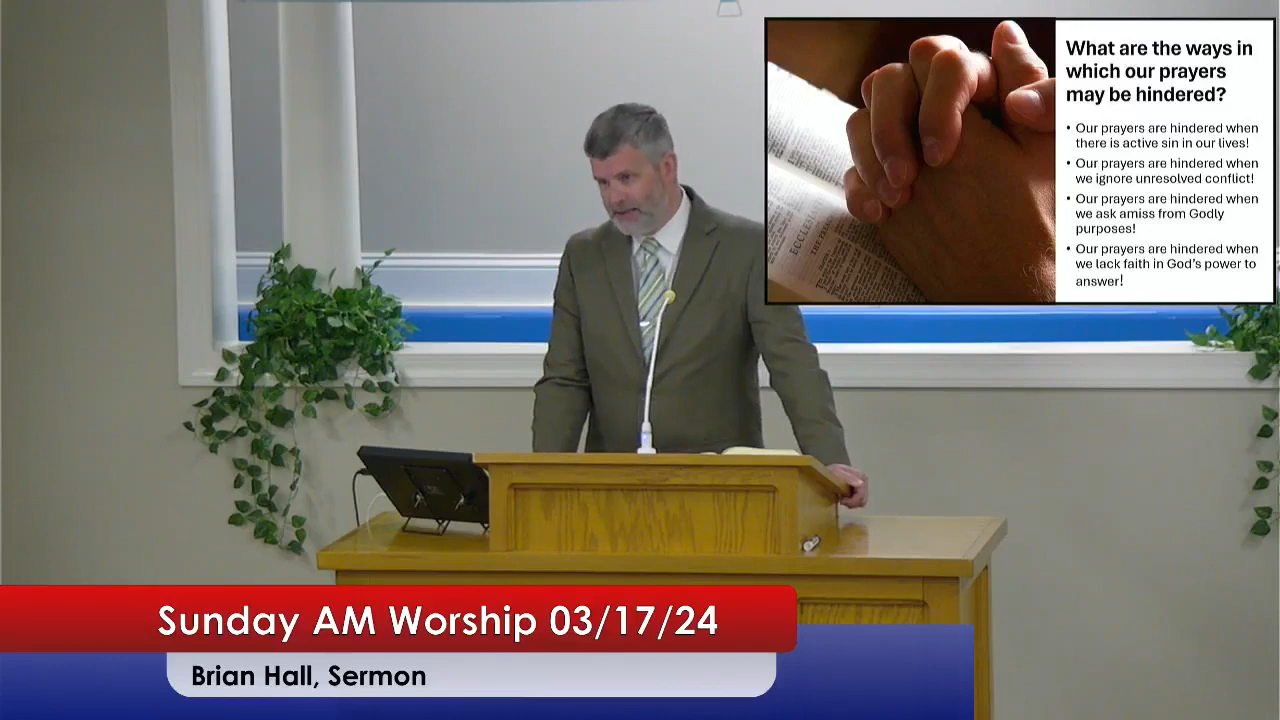 What are the ways in
which our prayers
may be hindered?
• Our prayers are hindered when
there is active sin in our lives!
• Our prayers are hindered when
we ignore unresolved conflict!
• Our prayers are hindered when
we ask amiss from Godly
purposes!
• Our prayers are hindered when
we lack faith in God's power to
answer!
ECCLES
THE PREA
Sunday AM Worship 03/17/24
Brian Hall, Sermon